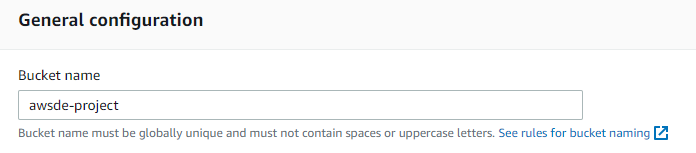 General configuration
Bucket name
awsde-project
Bucket name must be globally unique and must not contain spaces or uppercase letters. See rules for bucket naming